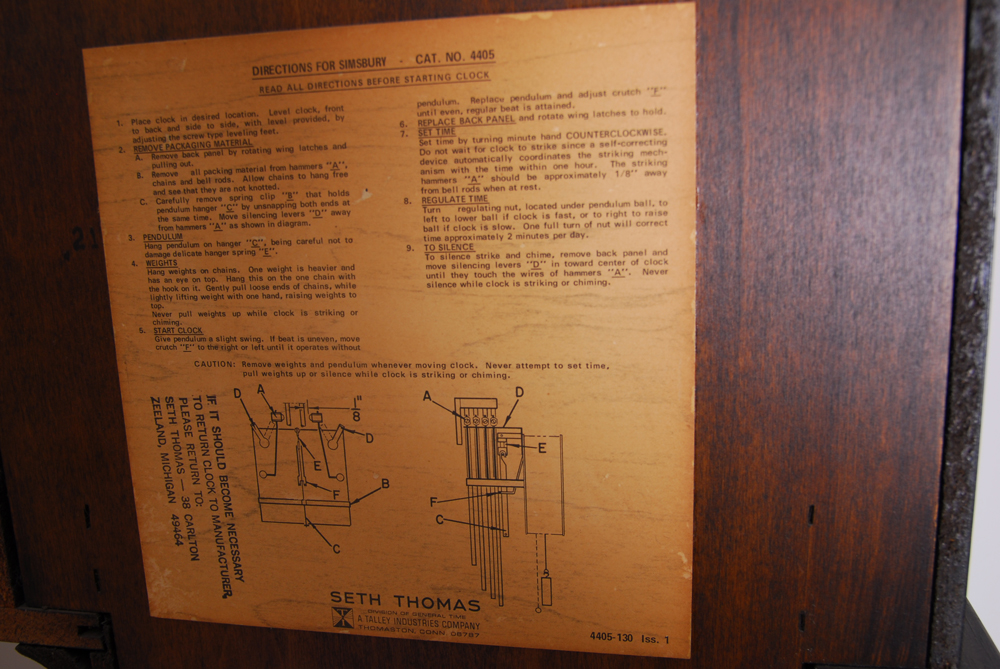 DIRECTIONS FOR SIMSBURY - CAT. NO. 4405
READ ALL DIRECTIONS BEFORE STARTING CLOCK
1. Place clock in desired location. Level clock, front
to back and side to side, with level provided, by
adjusting the screw type leveling feet.
2. REMOVE PACKAGING MATERIAL
A. Remove back panel by rotating wing latches and
pulling out.
B. Remove all packing material from hammers "A",
chains and bell rods. Allow chains to hang free
and see that they are not knotted.
C. Carefully remove spring clip "B" that holds
pendulum hanger "C" by unsnapping both ends at
the same time. Move silencing levers "D" away
from hammers "A" as shown in diagram.
3. PENDULUM
Hang pendulum on hanger "C", being careful not to
damage delicate hanger spring "E".
4. WEIGHTS
Hang weights on chains. One weight is heavier and
has an eye on top. Hang this on the one chain with
the hook on it. Gently pull loose ends of chains, while
lightly lifting weight with one hand, raising weights to
top.
Never pull weights up while clock is striking or
chiming.
5. START CLOCK
Give pendulum a slight swing. If beat is uneven, move
crutch "F" to the right or left until it operates without
pendulum. Replace pendulum and adjust crutch "F"
until even, regular beat is attained.
6. REPLACE BACK PANEL and rotate wing latches to hold.
7. SET TIME
Set time by turning minute hand COUNTERCLOCKWISE.
Do not wait for clock to strike since a self-correcting
device automatically coordinates the striking mech-
anism with the time within one hour. The striking
hammers "A" should be approximately 1/8" away
from bell rods when at rest.
8. REGULATE TIME
Turn regulating nut, located under pendulum ball, to
left to lower ball if clock is fast, or to right to raise
ball if clock is slow. One full turn of nut will correct
time approximately 2 minutes per day.
9. TO SILENCE
To silence strike and chime, remove back panel and
move silencing levers "D" in toward center of clock
until they touch the wires of hammers "A". Never
silence while clock is striking or chiming.
CAUTION: Remove weights and pendulum whenever moving clock. Never attempt to set time,
pull weights up or silence while clock is striking or chiming.
IF IT SHOULD BECOME NECESSARY
TO RETURN CLOCK TO MANUFACTURER,
PLEASE RETURN TO:
SETH THOMAS — 38 CARLTON
ZEELAND, MICHIGAN 49464
D
A
1"
8
D
E
F
B
C
A
D
E
F
C
SETH THOMAS
DIVISION OF GENERAL TIME
A TALLEY INDUSTRIES COMPANY
THOMASTON, CONN. 06787
4405-130 Iss. 1
21